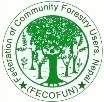 Federation of Community Forestry Users, Nepal
(FECOFUN)